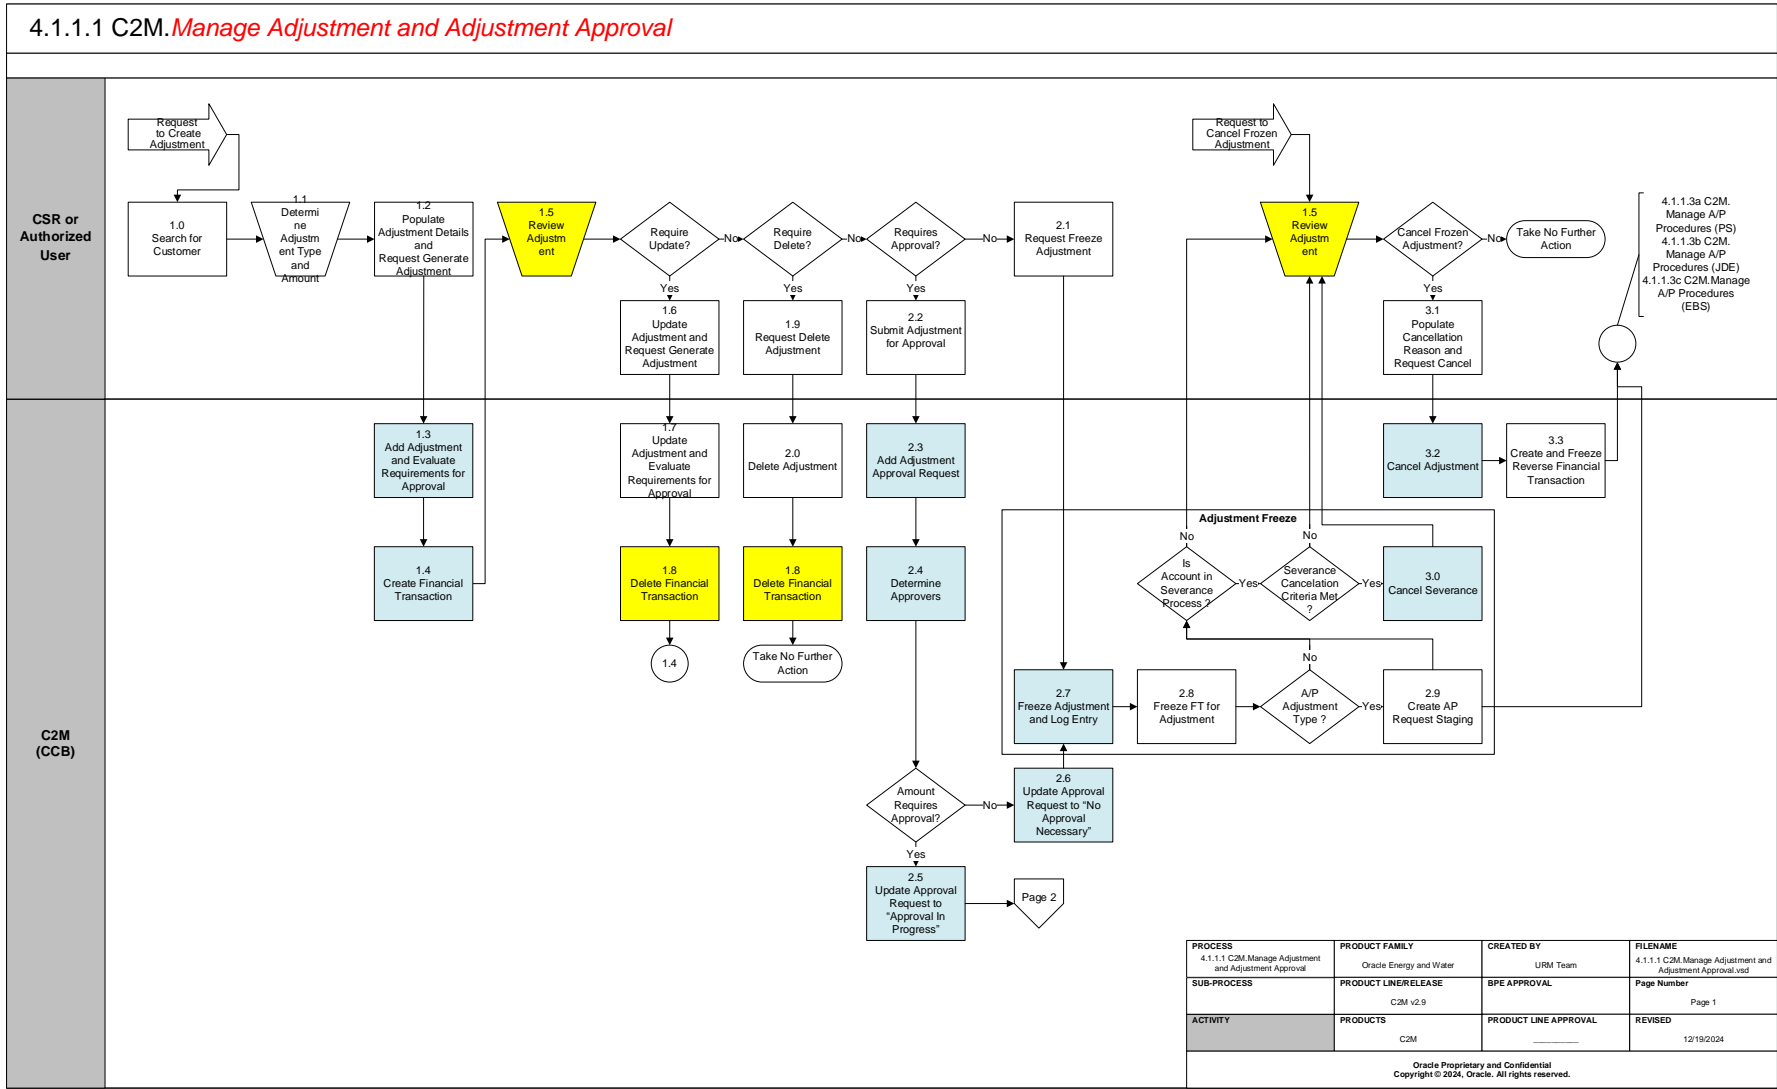 4.1.1.1 C2M.Manage Adjustment and Adjustment Approval
CSR or
Authorized
User
Request
to Create
Adjustment
1.0
Search for
Customer
1.1
Determi
ne
Adjustm
ent Type
and
Amount
1.2
Populate
Adjustment Details
and
Request Generate
Adjustment
1.5
Review
Adjustm
ent
Require
Update?
No
Require
Delete?
No
Requires
Approval?
No
2.1
Request Freeze
Adjustment
Request to
Cancel Frozen
Adjustment
1.5
Review
Adjustm
ent
Cancel Frozen
Adjustment?
No
Take No Further
Action
4.1.1.3a C2M.
Manage A/P
Procedures (PS)
4.1.1.3b C2M.
Manage A/P
Procedures (JDE)
4.1.1.3c C2M.Manage
A/P Procedures
(EBS)
Yes
Yes
Yes
Yes
1.6
Update
Adjustment and
Request Generate
Adjustment
1.9
Request Delete
Adjustment
2.2
Submit Adjustment
for Approval
3.1
Populate
Cancellation
Reason and
Request Cancel
C2M
(CCB)
1.3
Add Adjustment
and Evaluate
Requirements for
Approval
1.7
Update
Adjustment and
Evaluate
Requirements for
Approval
2.0
Delete Adjustment
2.3
Add Adjustment
Approval Request
3.2
Cancel Adjustment
3.3
Create and Freeze
Reverse Financial
Transaction
1.4
Create Financial
Transaction
1.8
Delete Financial
Transaction
1.8
Delete Financial
Transaction
2.4
Determine
Approvers
Adjustment Freeze
No
No
Is
Account in
Severance
Process ?
Yes
Severance
Cancelation
Criteria Met
?
Yes
3.0
Cancel Severance
1.4
Take No Further
Action
No
2.7
Freeze Adjustment
and Log Entry
2.8
Freeze FT for
Adjustment
A/P
Adjustment
Type ?
Yes
2.9
Create AP
Request Staging
Amount
Requires
Approval?
No
2.6
Update Approval
Request to “No
Approval
Necessary”
Yes
2.5
Update Approval
Request to
“Approval In
Progress”
Page 2
PROCESS
4.1.1.1 C2M.Manage Adjustment
and Adjustment Approval
PRODUCT FAMILY
Oracle Energy and Water
CREATED BY
URM Team
FILENAME
4.1.1.1 C2M.Manage Adjustment and
Adjustment Approval.vsd
SUB-PROCESS
PRODUCT LINE/RELEASE
C2M v2.9
BPE APPROVAL
Page Number
Page 1
ACTIVITY
PRODUCTS
C2M
PRODUCT LINE APPROVAL
__________
REVISED
12/19/2024
Oracle Proprietary and Confidential
Copyright © 2024, Oracle. All rights reserved.